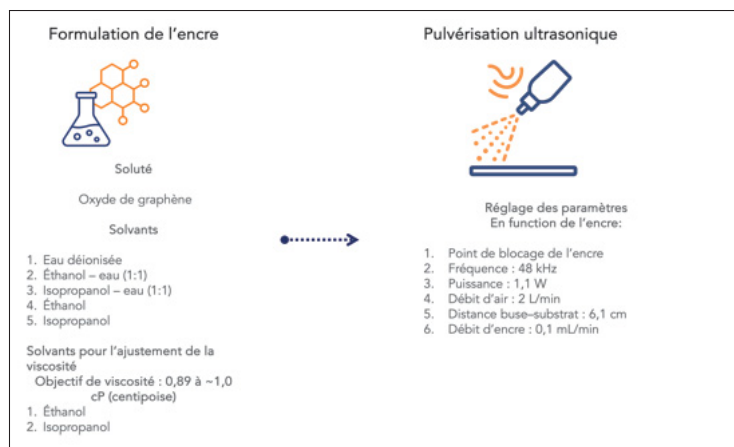 Formulation de l'encre
Soluté
Oxyde de graphène
Solvants
1. Eau déionisée
2. Éthanol – eau (1:1)
3. Isopropanol – eau (1:1)
4. Éthanol
5. Isopropanol
Solvants pour l'ajustement de la
viscosité
Objectif de viscosité : 0,89 à ~1,0
cP (centipoise)
1. Éthanol
2. Isopropanol
Pulvérisation ultrasonique
Réglage des paramètres
En fonction de l'encre:
1. Point de blocage de l'encre
2. Fréquence : 48 kHz
3. Puissance : 1,1 W
4. Débit d'air : 2 L/min
5. Distance buse–substrat : 6,1 cm
6. Débit d'encre : 0,1 mL/min